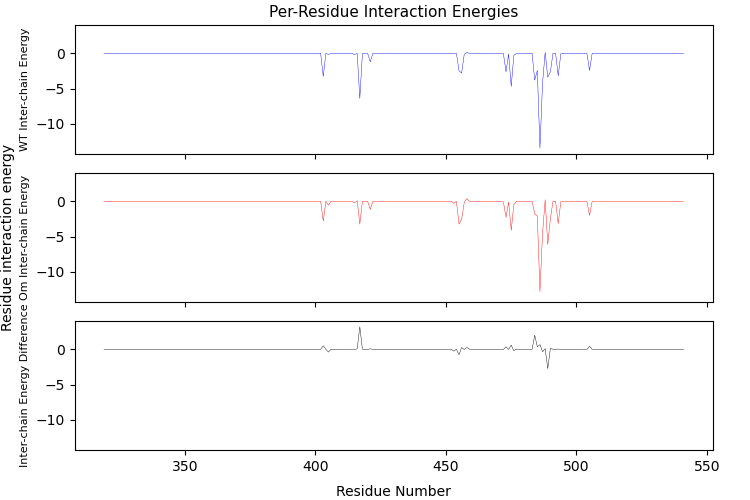 Per-Residue Interaction Energies
Residue interaction energy
WT Inter-chain Energy
0
−5
−10
Om Inter-chain Energy
0
−5
−10
Inter-chain Energy Difference
0
−5
−10
350
400
450
500
550
Residue Number